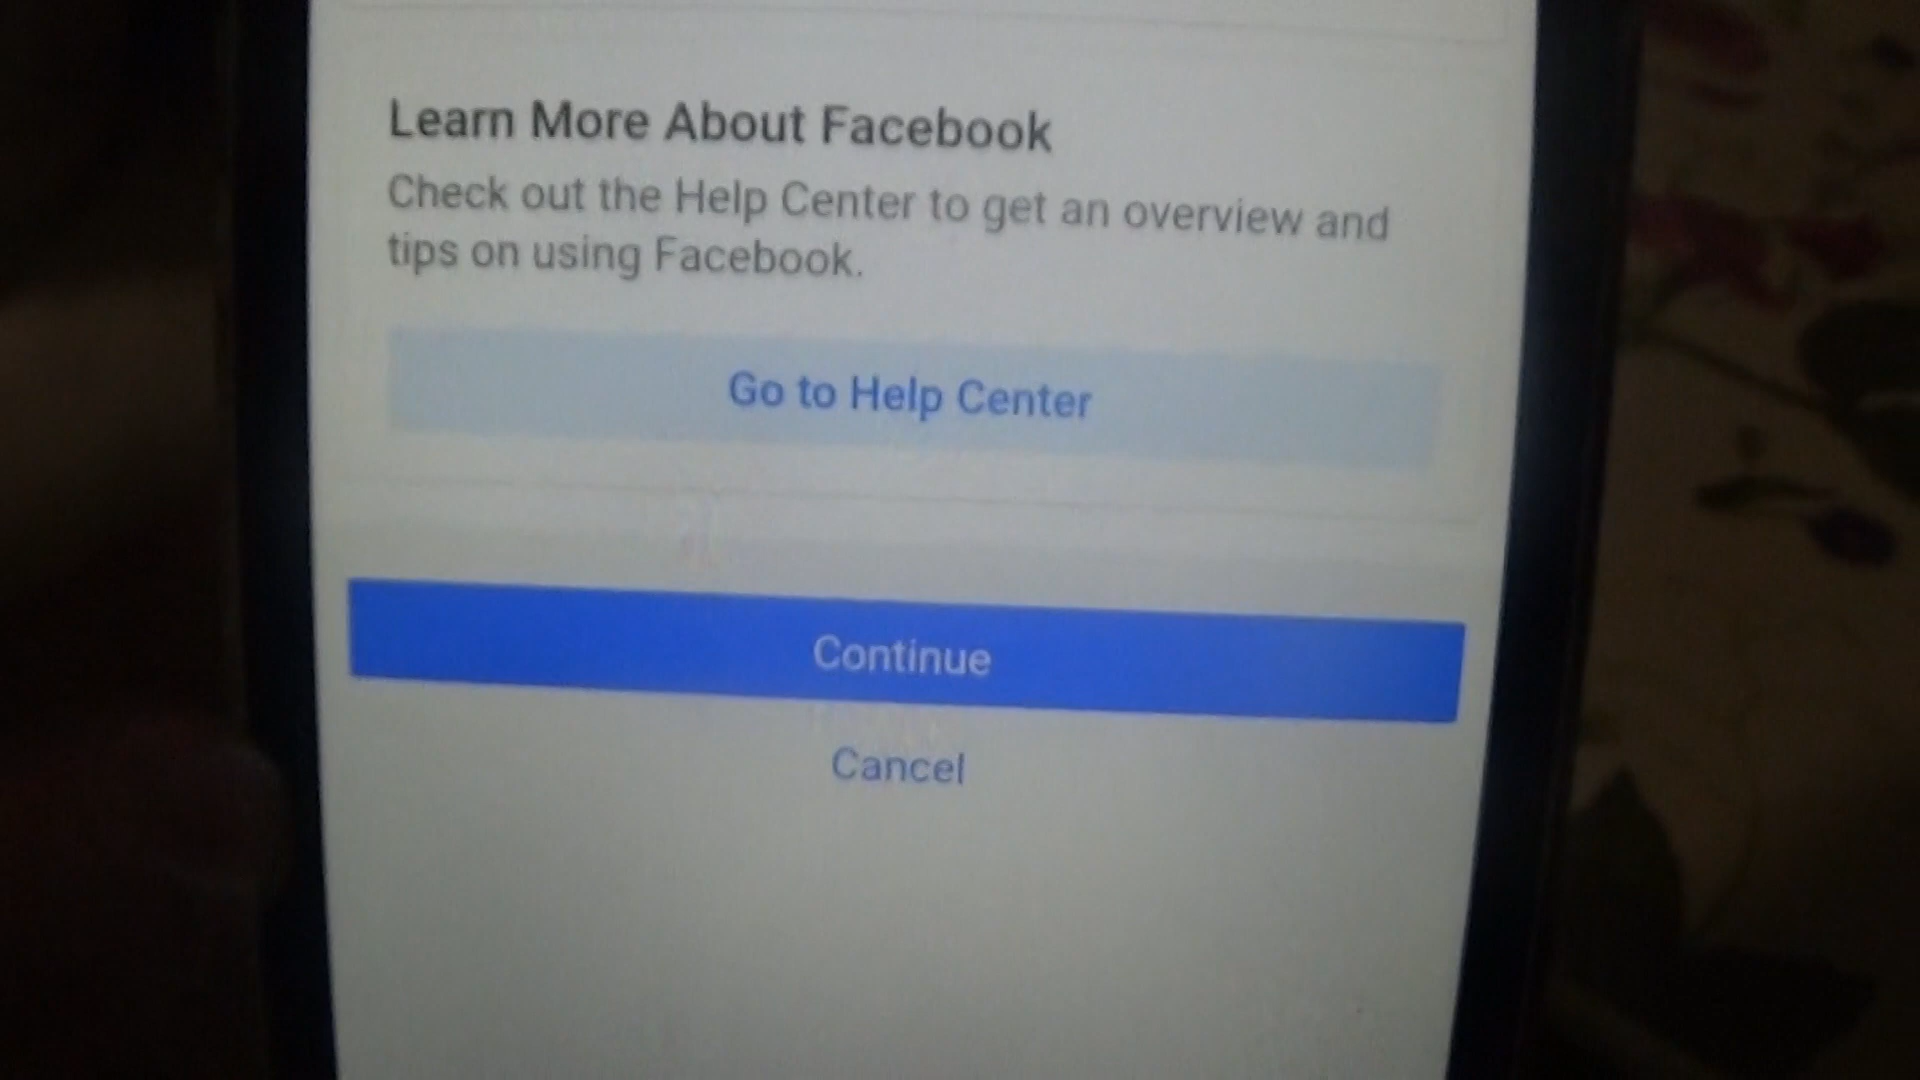 Learn More About Facebook
Check out the Help Center to get an overview and
tips on using Facebook.
Go to Help Center
Continue
Cancel